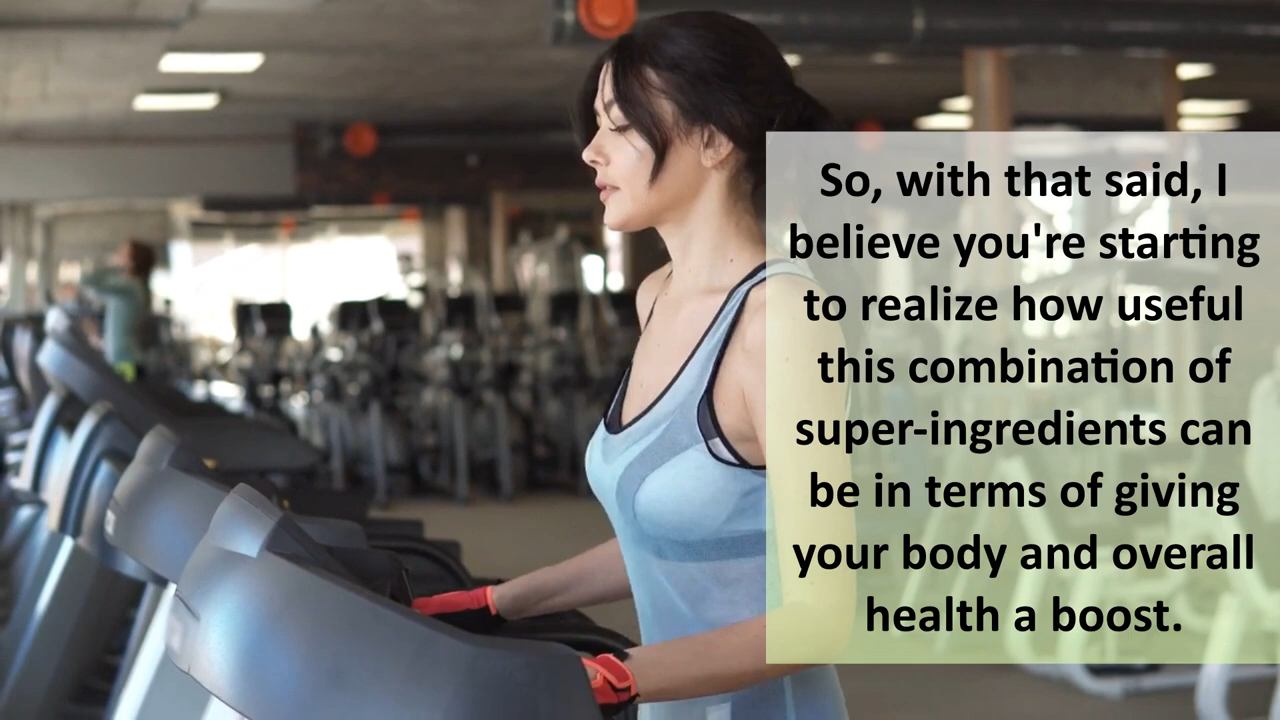 So, with that said, I
believe you're starting
to realize how useful
this combination of
super-ingredients can
be in terms of giving
your body and overall
health a boost.